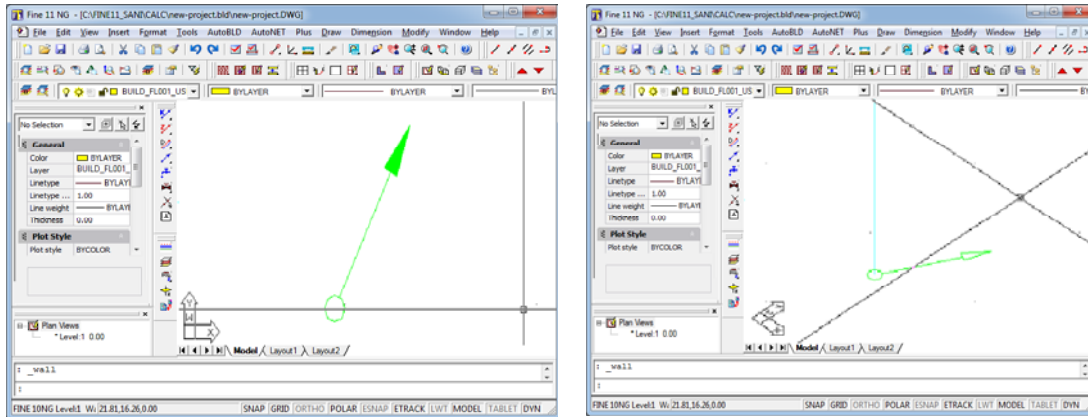 Fine 11 NG - [C:\FINE11_SANI\CALC\new-project.bld\new-project.DWG]
File Edit View Insert Format Tools AutoBLD AutoNET Plus Draw Dimension Modify Window Help
BUILD_FL001_US
BYLAYER
BYLAYER
BYL
No Selection
General
Color BYLAYER
Layer BUILD_FL001_
Linetype BYLAY
Linetype ... 1.00
Line weight BYLAYE
Thickness 0.00
Plot Style
Plot style BYCOLOR
Plan Views
* Level:1 0.00
Y
W
X
Model Layout1 Layout2
: _wall
:
FINE 10NG Level:1 W: 21.81,16.26,0.00 SNAP GRID ORTHO POLAR ESNAP ETRACK LWT MODEL TABLET DYN
Fine 11 NG - [C:\FINE11_SANI\CALC\new-project.bld\new-project.DWG]
File Edit View Insert Format Tools AutoBLD AutoNET Plus Draw Dimension Modify Window Help
BUILD_FL001_US
BYLAYER
BYLAYER
No Selection
General
Color BYLAYER
Layer BUILD_FL001_
Linetype BYLAY
Linetype ... 1.00
Line weight BYLAYE
Thickness 0.00
Plot Style
Plot style BYCOLOR
Plan Views
* Level:1 0.00
Model Layout1 Layout2
: _wall
:
FINE 10NG Level:1 W: 21.81,16.26,0.00 SNAP GRID ORTHO POLAR ESNAP ETRACK LWT MODEL TABLET DYN